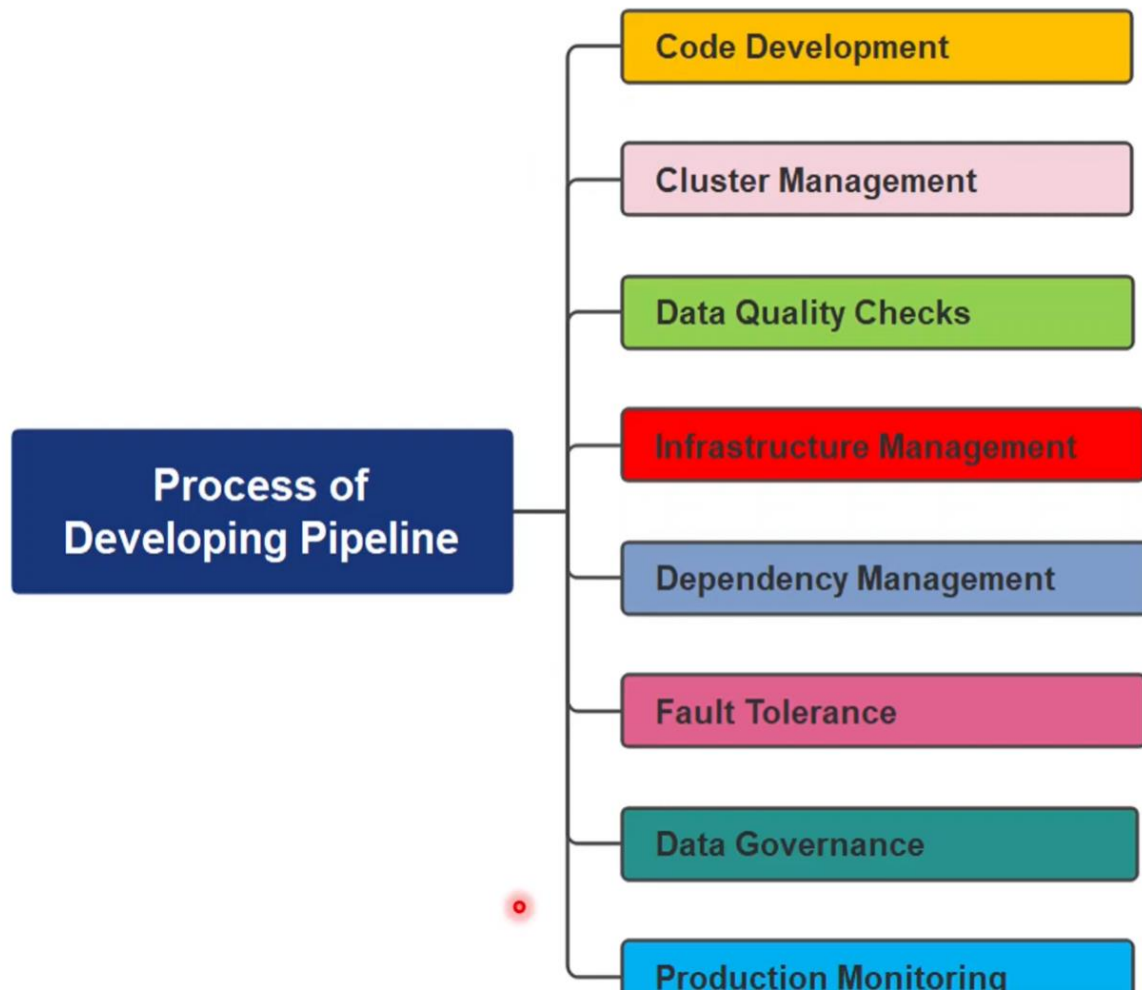 Code Development
Cluster Management
Data Quality Checks
Infrastructure Management
Process of
Developing Pipeline
Dependency Management
Fault Tolerance
Data Governance
Production Monitoring